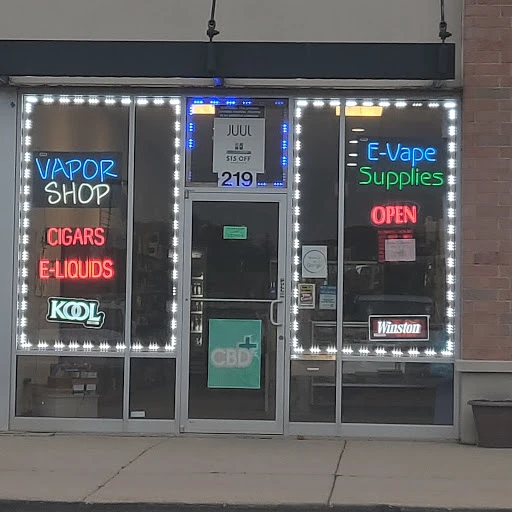 VAPOR
SHOP
CIGARS
E-LIQUIDS
KOOL
JUUL
$15 OFF
219
CBD+
E-Vape
Supplies
OPEN
Winston